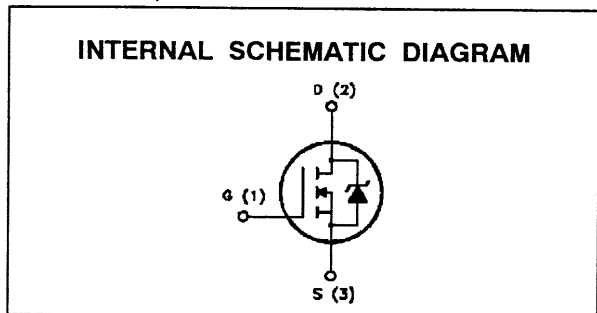 INTERNAL SCHEMATIC DIAGRAM
D (2)
G (1)
S (3)